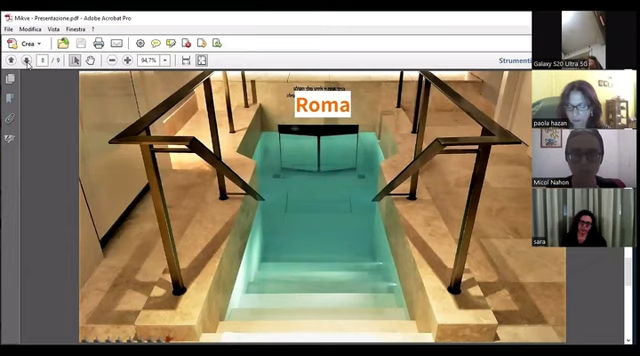 Mikve - Presentazione.pdf - Adobe Acrobat Pro
File Modifica Vista Finestra ?
Crea
8 / 9
94,7%
Strumenti
Roma
Galaxy S20 Ultra 5G
paola hazan
Micol Nahon
sara